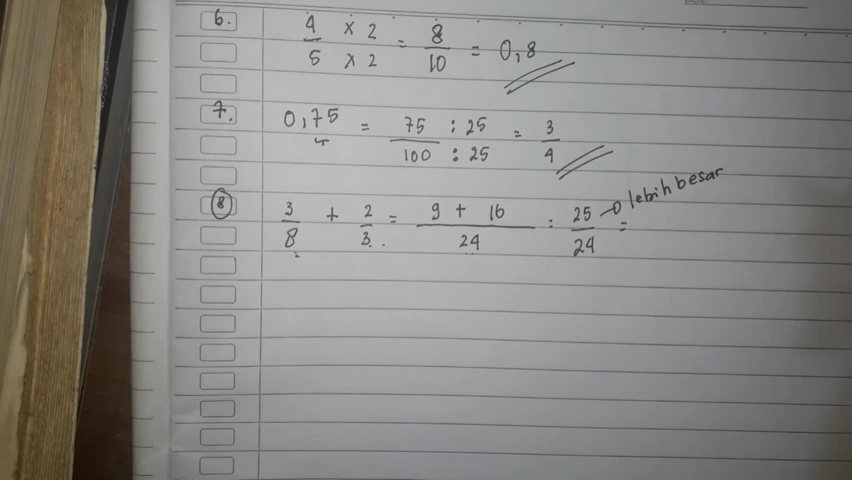 6. 4/5 × 2/× 2 = 8/10 = 0,8
7. 0,75 = 75 : 25/100 : 25 = 3/4
8 3/8 + 2/3 = 9 + 16/24 = 25/24 → lebih besar =